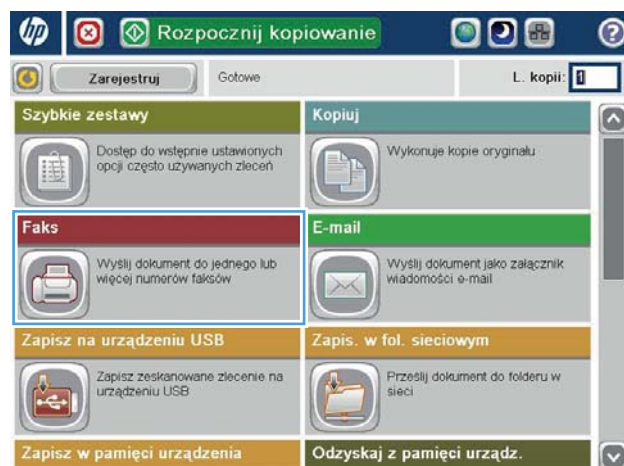 hp
Rozpocznij kopiowanie
?
Zarejestruj
Gotowe
L. kopii: 1
Szybkie zestawy
Kopiuj
Dostęp do wstępnie ustawionych
opcji często używanych zleceń
Wykonuje kopie oryginału
Faks
E-mail
Wyślij dokument do jednego lub
więcej numerów faksów
Wyślij dokument jako załącznik
wiadomości e-mail
Zapisz na urządzeniu USB
Zapis. w fol. sieciowym
Zapisz zeskanowane zlecenie na
urządzeniu USB
Prześlij dokument do folderu w
sieci
Zapisz w pamięci urządzenia
Odzyskaj z pamięci urządz.